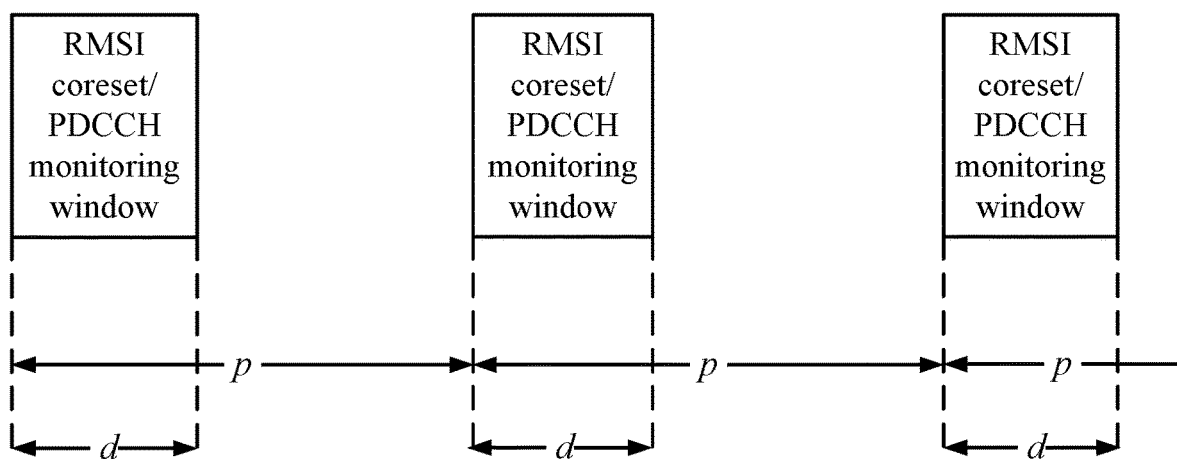 RMSI
coreset/
PDCCH
monitoring
window
RMSI
coreset/
PDCCH
monitoring
window
RMSI
coreset/
PDCCH
monitoring
window
p
p
p
d
d
d